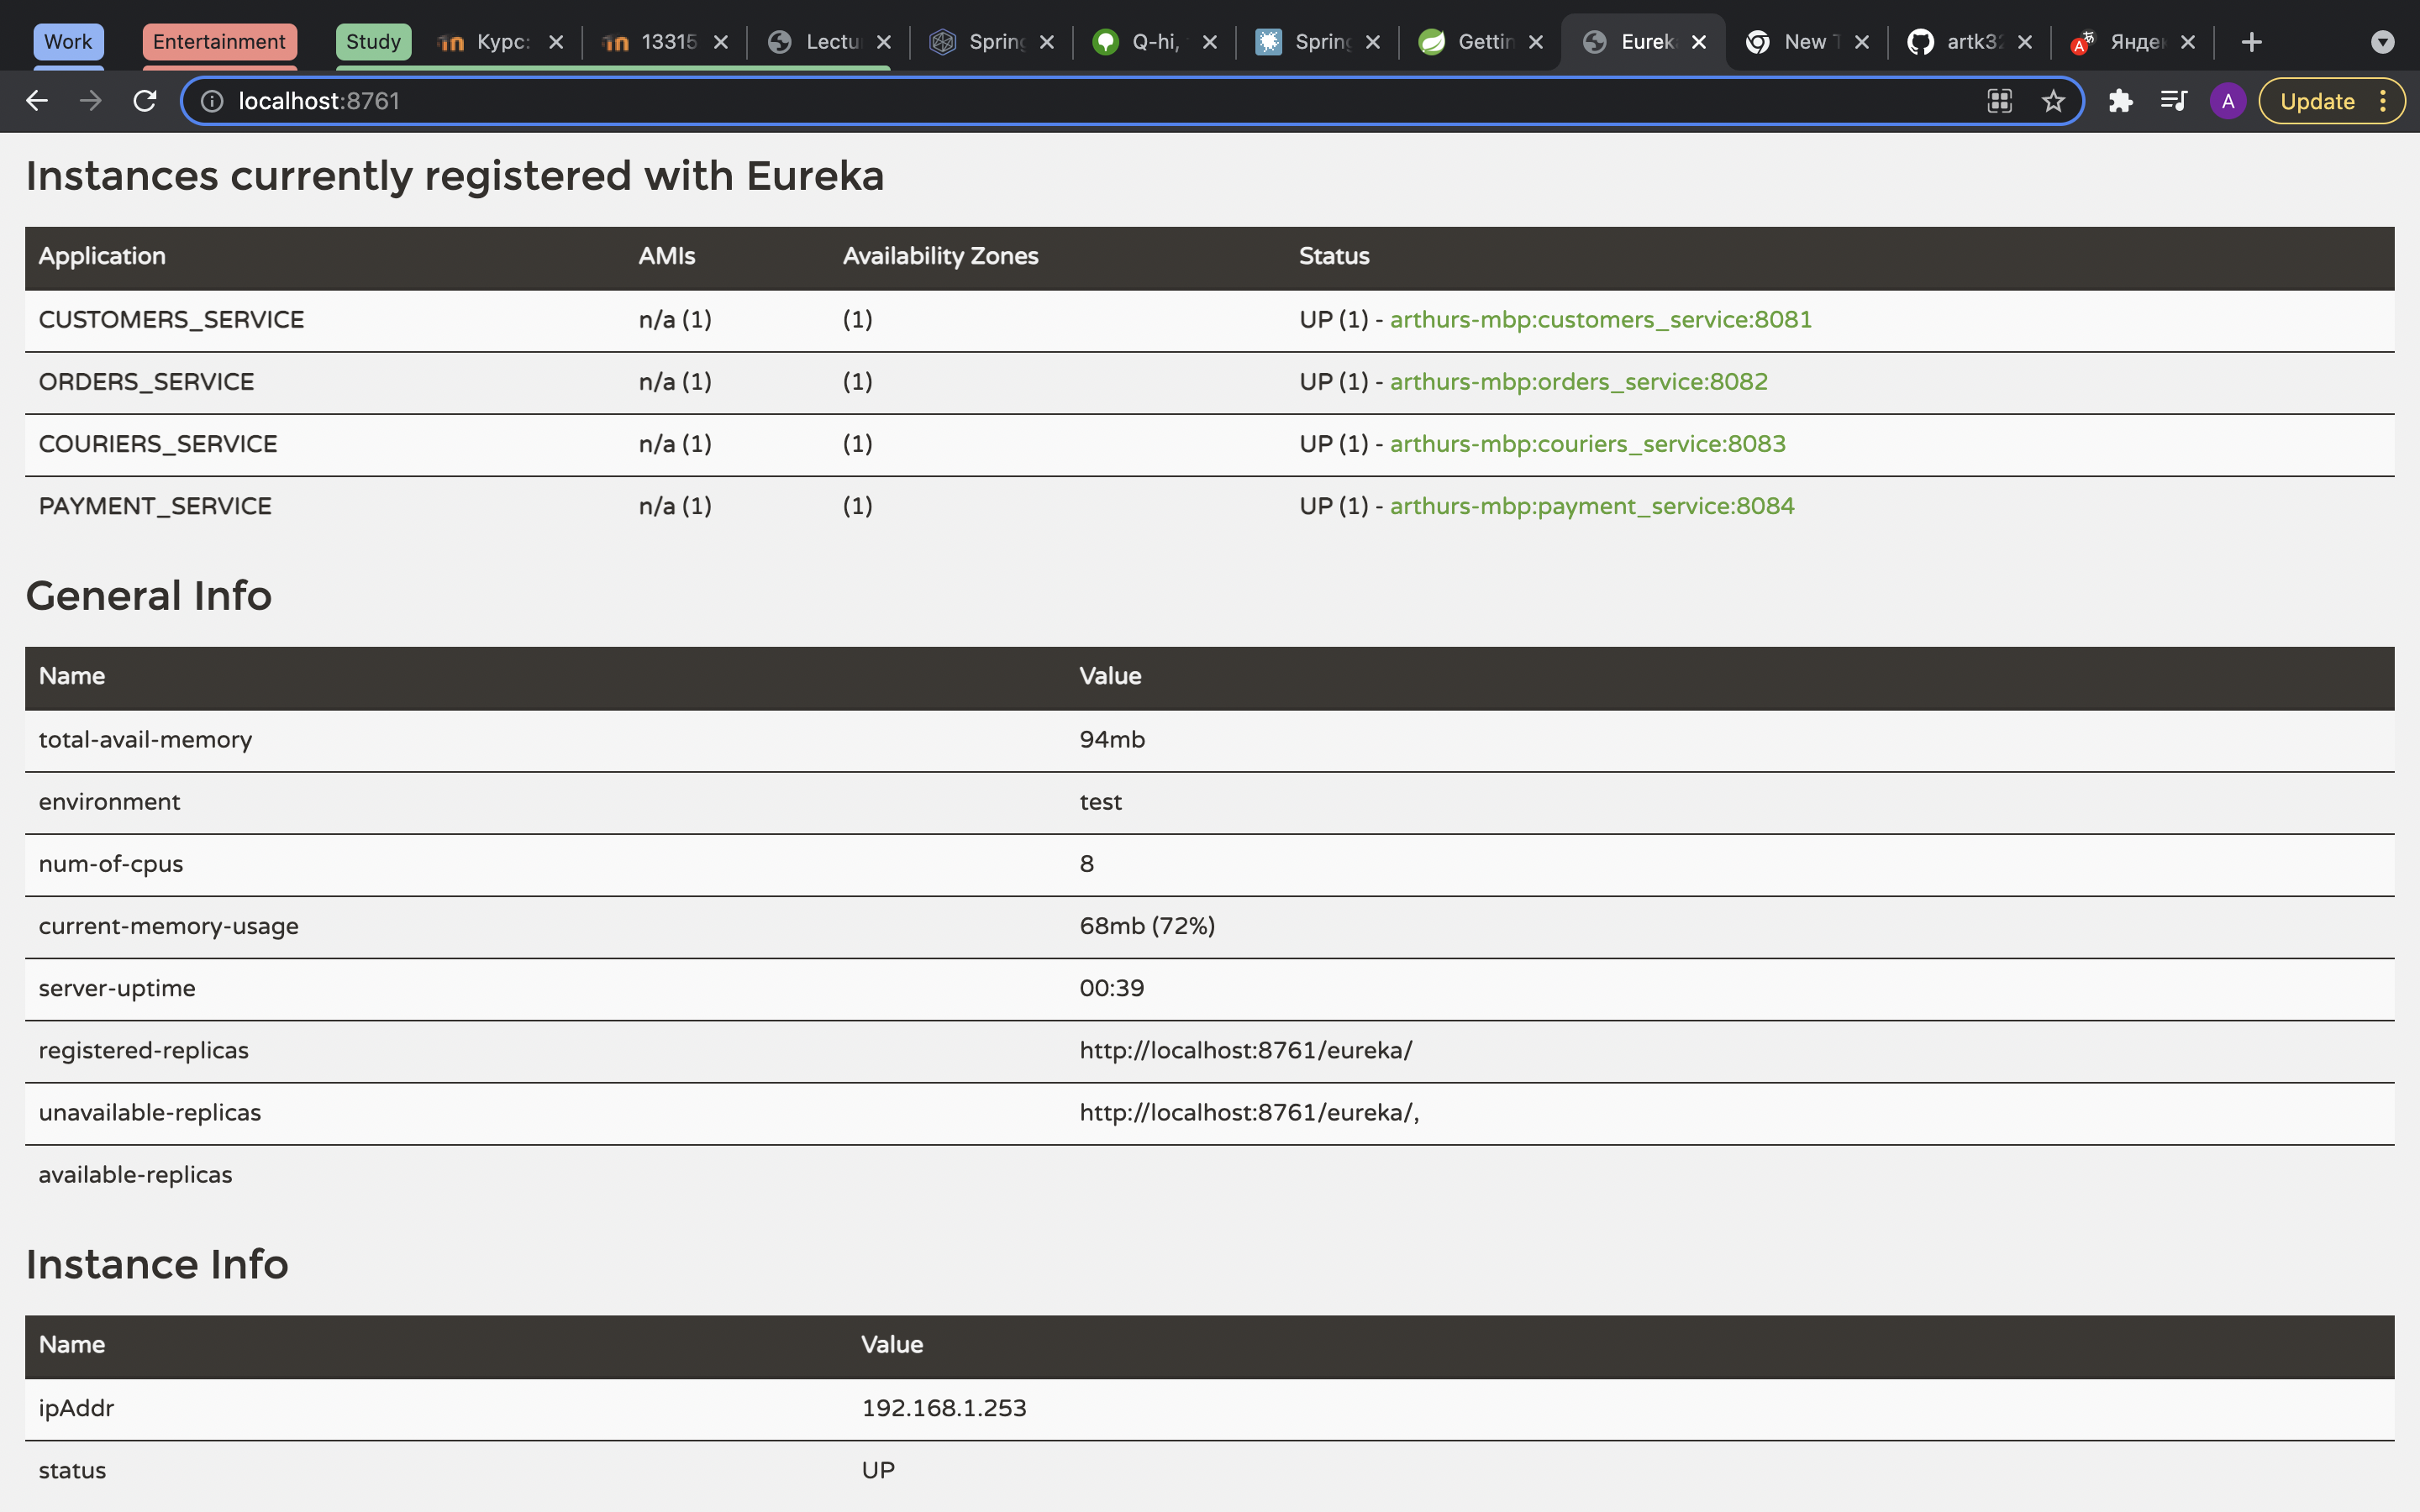 Work Entertainment Study Курс: 13315 Lectu Spring Q-hi, Spring Gettin Eurek New T artk32 Яндек
localhost:8761 A Update
Instances currently registered with Eureka
Application AMIs Availability Zones Status
CUSTOMERS_SERVICE n/a (1) (1) UP (1) - arthurs-mbp:customers_service:8081
ORDERS_SERVICE n/a (1) (1) UP (1) - arthurs-mbp:orders_service:8082
COURIERS_SERVICE n/a (1) (1) UP (1) - arthurs-mbp:couriers_service:8083
PAYMENT_SERVICE n/a (1) (1) UP (1) - arthurs-mbp:payment_service:8084
General Info
Name Value
total-avail-memory 94mb
environment test
num-of-cpus 8
current-memory-usage 68mb (72%)
server-uptime 00:39
registered-replicas http://localhost:8761/eureka/
unavailable-replicas http://localhost:8761/eureka/,
available-replicas
Instance Info
Name Value
ipAddr 192.168.1.253
status UP